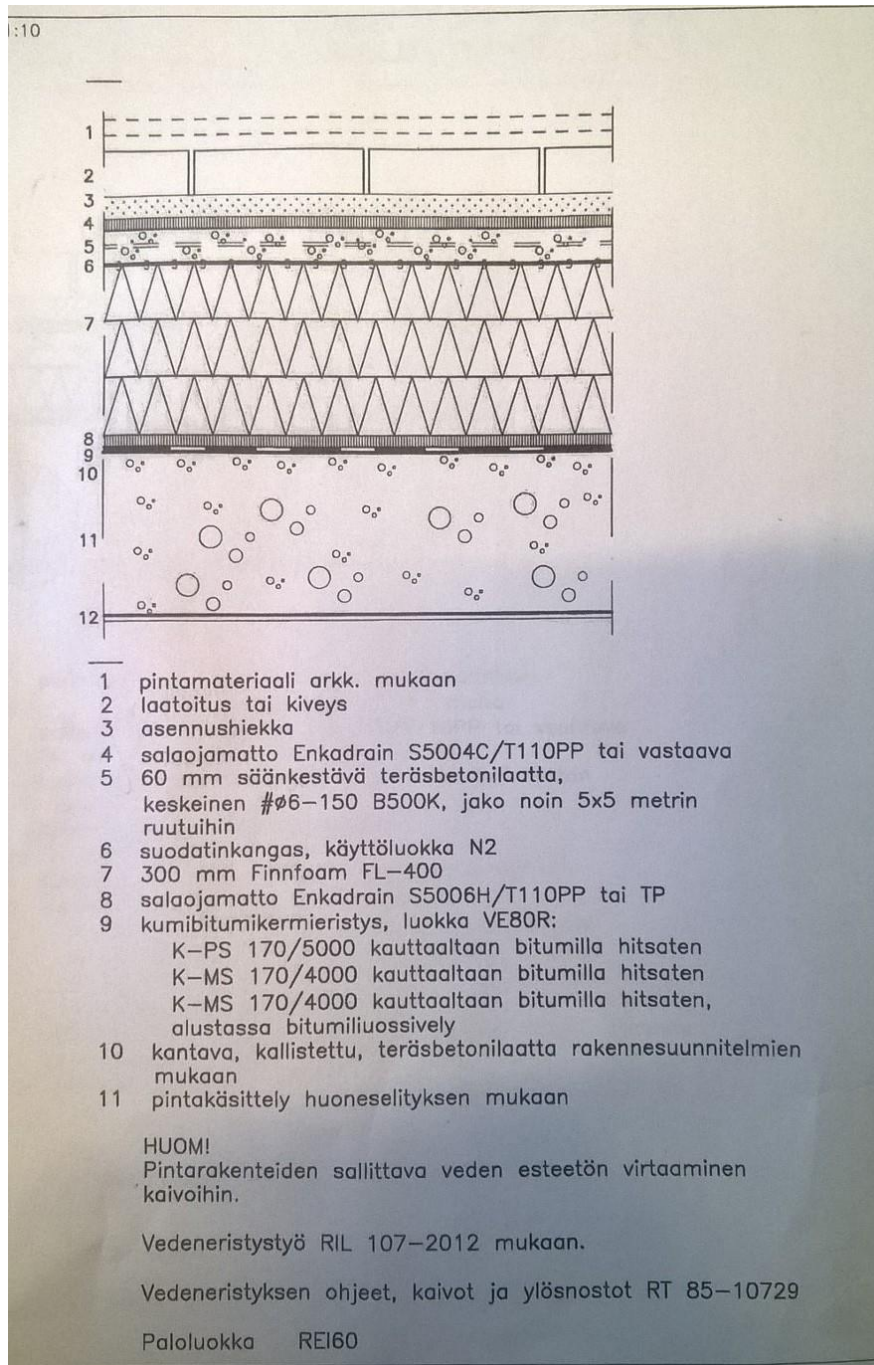 1:10
1
2
3
4
5
6
7
8
9
10
11
12
1 pintamateriaali arkk. mukaan
2 laatoitus tai kiveys
3 asennushiekka
4 salaojamatto Enkadrain S5004C/T110PP tai vastaava
5 60 mm säänkestävä teräsbetonilaatta,
keskeinen #ø6-150 B500K, jako noin 5x5 metrin
ruutuihin
6 suodatinkangas, käyttöluokka N2
7 300 mm Finnfoam FL-400
8 salaojamatto Enkadrain S5006H/T110PP tai TP
9 kumibitumikermieristys, luokka VE80R:
K-PS 170/5000 kauttaaltaan bitumilla hitsaten
K-MS 170/4000 kauttaaltaan bitumilla hitsaten
K-MS 170/4000 kauttaaltaan bitumilla hitsaten,
alustassa bitumiliuossively
10 kantava, kallistettu, teräsbetonilaatta rakennesuunnitelmien
mukaan
11 pintakäsittely huoneselityksen mukaan
HUOM!
Pintarakenteiden sallittava veden esteetön virtaaminen
kaivoihin.
Vedeneristystyö RIL 107-2012 mukaan.
Vedeneristyksen ohjeet, kaivot ja ylösnostot RT 85-10729
Paloluokka REI60